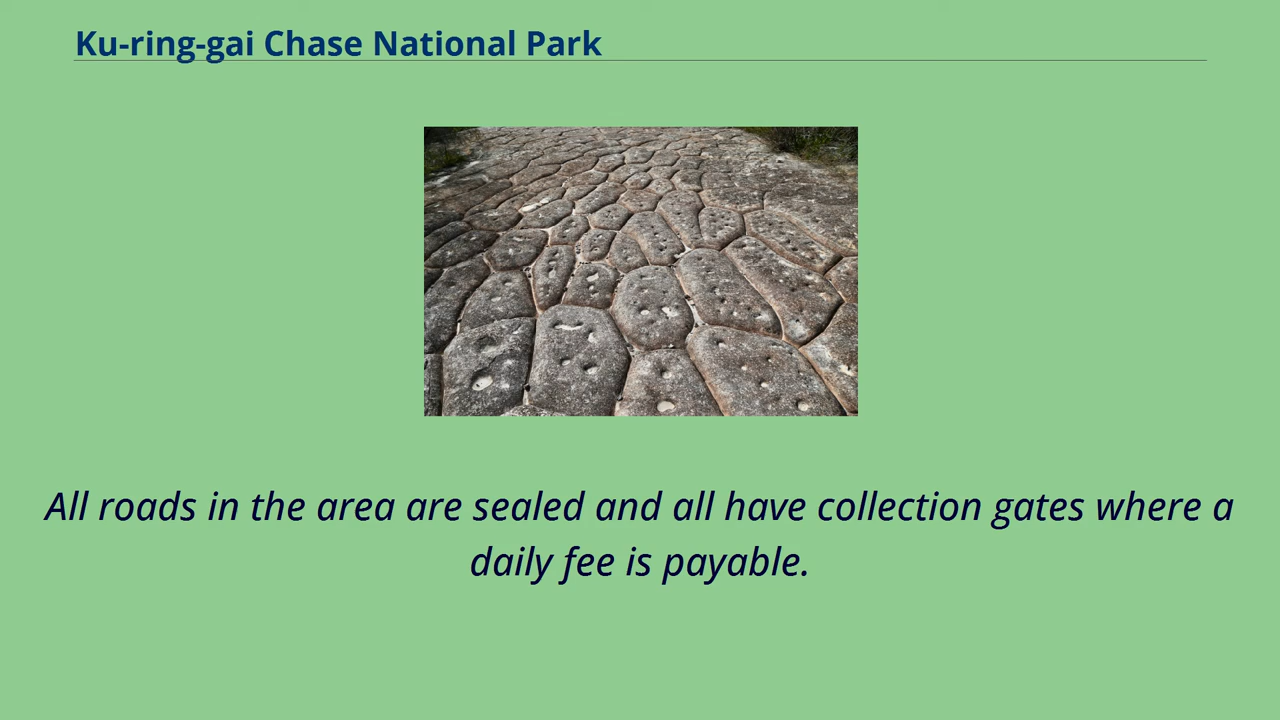 Ku-ring-gai Chase National Park
All roads in the area are sealed and all have collection gates where a
daily fee is payable.